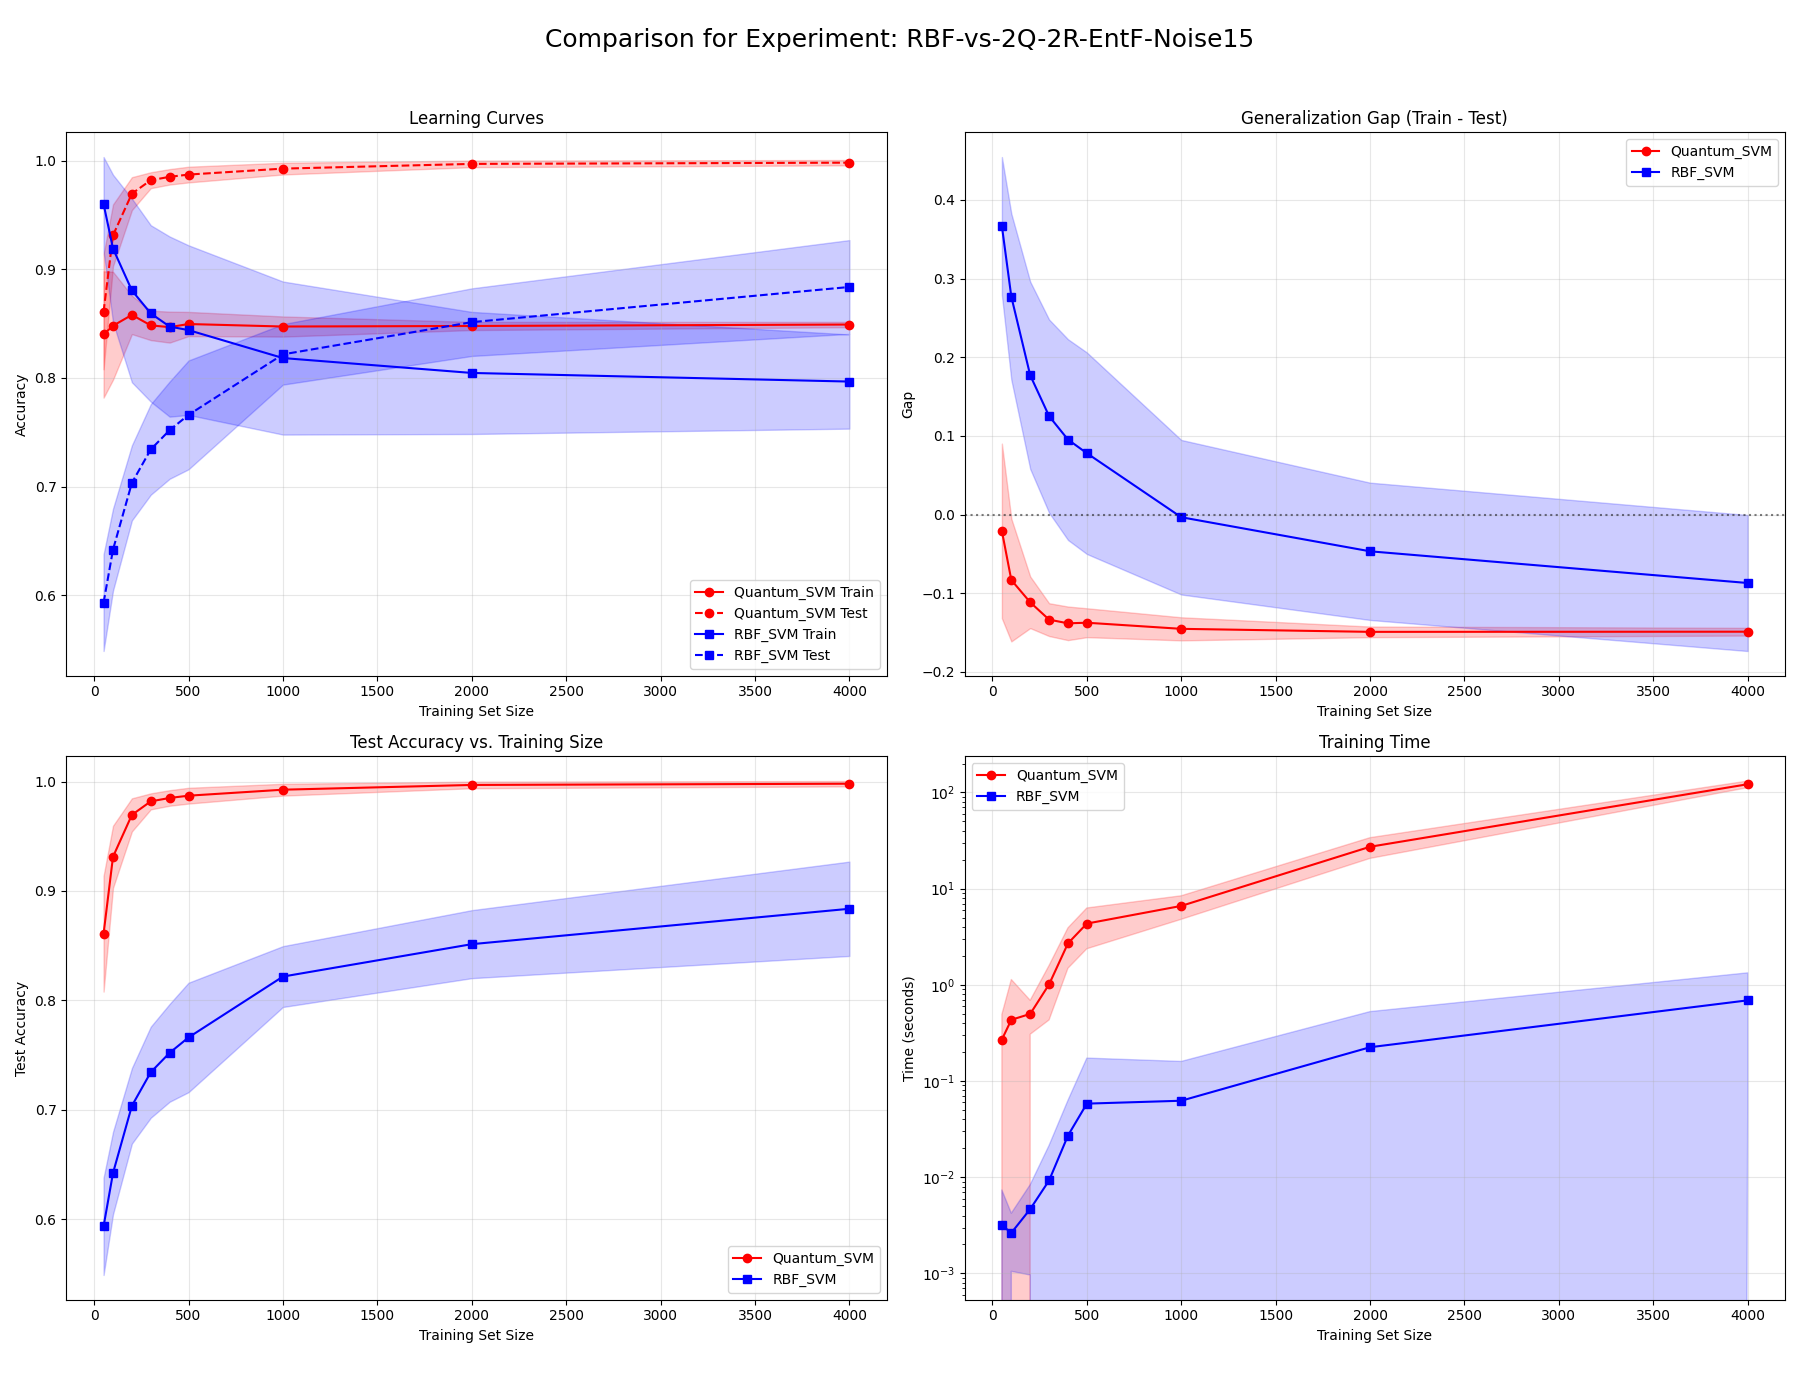 Comparison for Experiment: RBF-vs-2Q-2R-EntF-Noise15
Learning Curves
Accuracy
1.0
0.9
0.8
0.7
0.6
Quantum_SVM Train
Quantum_SVM Test
RBF_SVM Train
RBF_SVM Test
0 500 1000 1500 2000 2500 3000 3500 4000
Training Set Size
Generalization Gap (Train - Test)
Gap
0.4
0.3
0.2
0.1
0.0
−0.1
−0.2
Quantum_SVM
RBF_SVM
0 500 1000 1500 2000 2500 3000 3500 4000
Training Set Size
Test Accuracy vs. Training Size
Test Accuracy
1.0
0.9
0.8
0.7
0.6
Quantum_SVM
RBF_SVM
0 500 1000 1500 2000 2500 3000 3500 4000
Training Set Size
Training Time
Time (seconds)
10²
10¹
10⁰
10⁻¹
10⁻²
10⁻³
Quantum_SVM
RBF_SVM
0 500 1000 1500 2000 2500 3000 3500 4000
Training Set Size